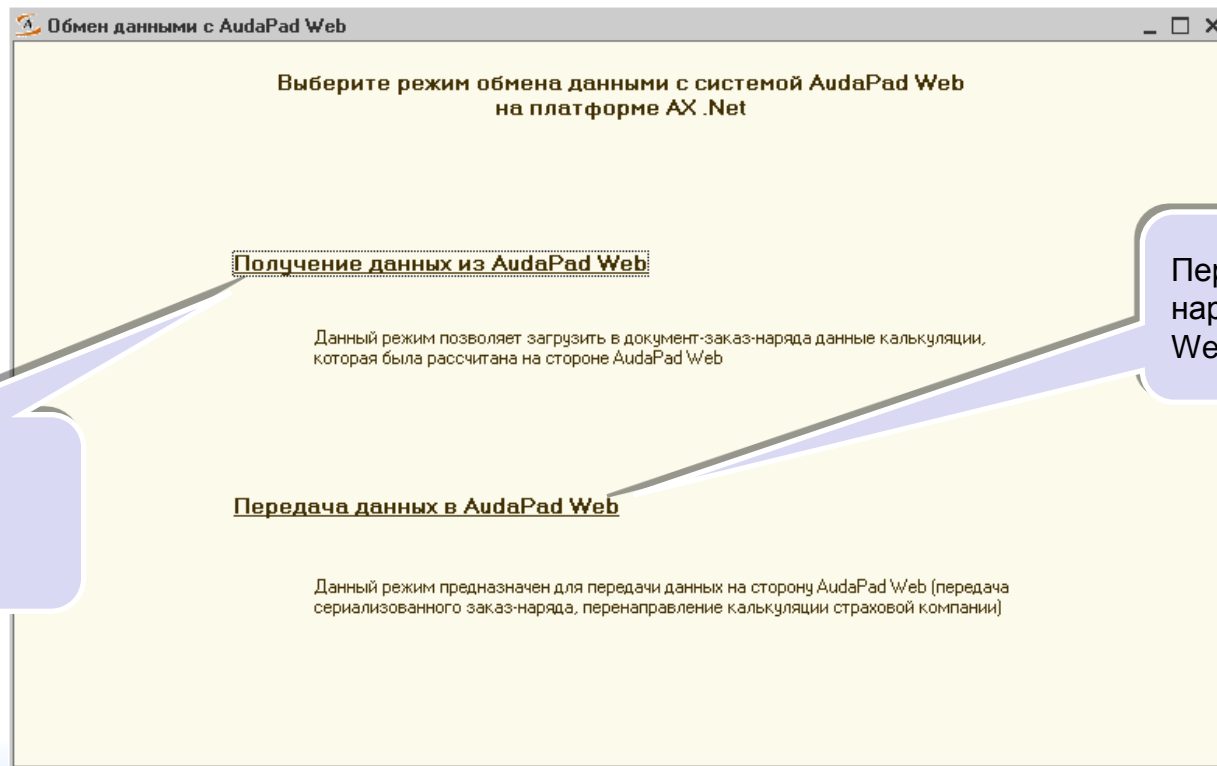 Обмен данными с AudaPad Web
Выберите режим обмена данными с системой AudaPad Web
на платформе AX .Net
Получение данных из AudaPad Web
Данный режим позволяет загрузить в документ-заказ-наряда данные калькуляции,
которая была рассчитана на стороне AudaPad Web
Передача данных в AudaPad Web
Данный режим предназначен для передачи данных на сторону AudaPad Web (передача
сериализованного заказ-наряда, перенаправление калькуляции страховой компании)